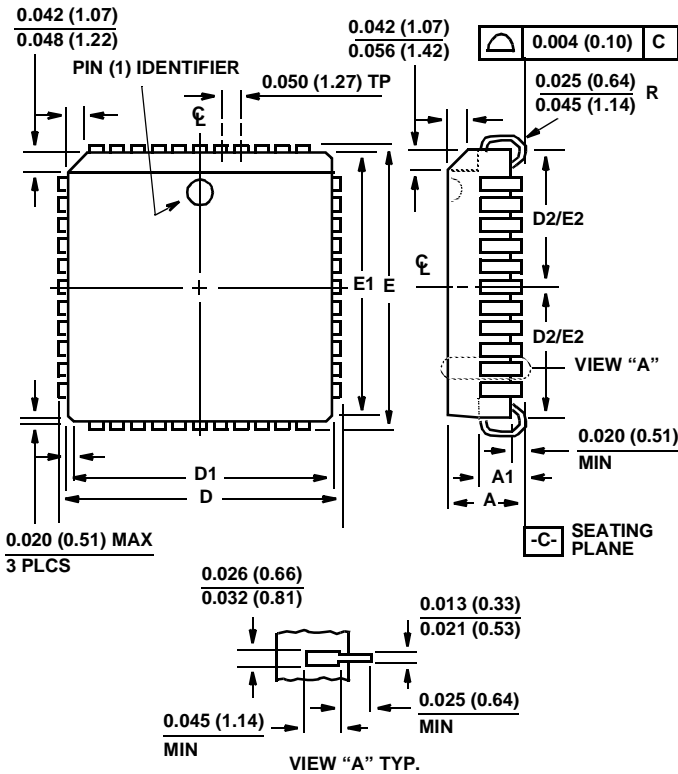 0.042 (1.07)
0.048 (1.22)
PIN (1) IDENTIFIER
0.050 (1.27) TP
C
L
0.042 (1.07)
0.056 (1.42)
0.004 (0.10) C
0.025 (0.64)
0.045 (1.14)
R
E1
E
C
L
D2/E2
D2/E2
VIEW “A”
0.020 (0.51)
MIN
D1
D
A1
A
0.020 (0.51) MAX
3 PLCS
-C-
SEATING
PLANE
0.026 (0.66)
0.032 (0.81)
0.013 (0.33)
0.021 (0.53)
0.045 (1.14)
MIN
0.025 (0.64)
MIN
VIEW “A” TYP.